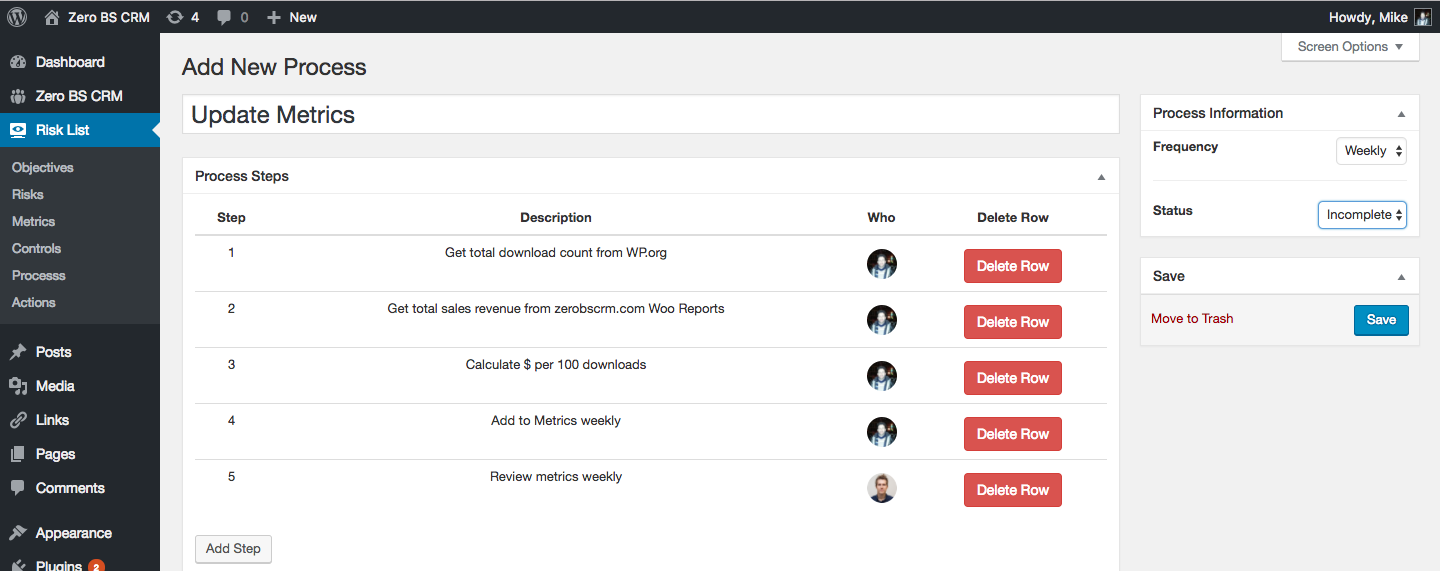 Zero BS CRM 4 0 New Howdy, Mike
Screen Options
Dashboard
Zero BS CRM
Risk List
Objectives
Risks
Metrics
Controls
Processs
Actions
Posts
Media
Links
Pages
Comments
Appearance
Plugins 2
Add New Process
Update Metrics
Process Steps
Step Description Who Delete Row
1 Get total download count from WP.org Delete Row
2 Get total sales revenue from zerobscrm.com Woo Reports Delete Row
3 Calculate $ per 100 downloads Delete Row
4 Add to Metrics weekly Delete Row
5 Review metrics weekly Delete Row
Add Step
Process Information
Frequency Weekly
Status Incomplete
Save
Move to Trash Save